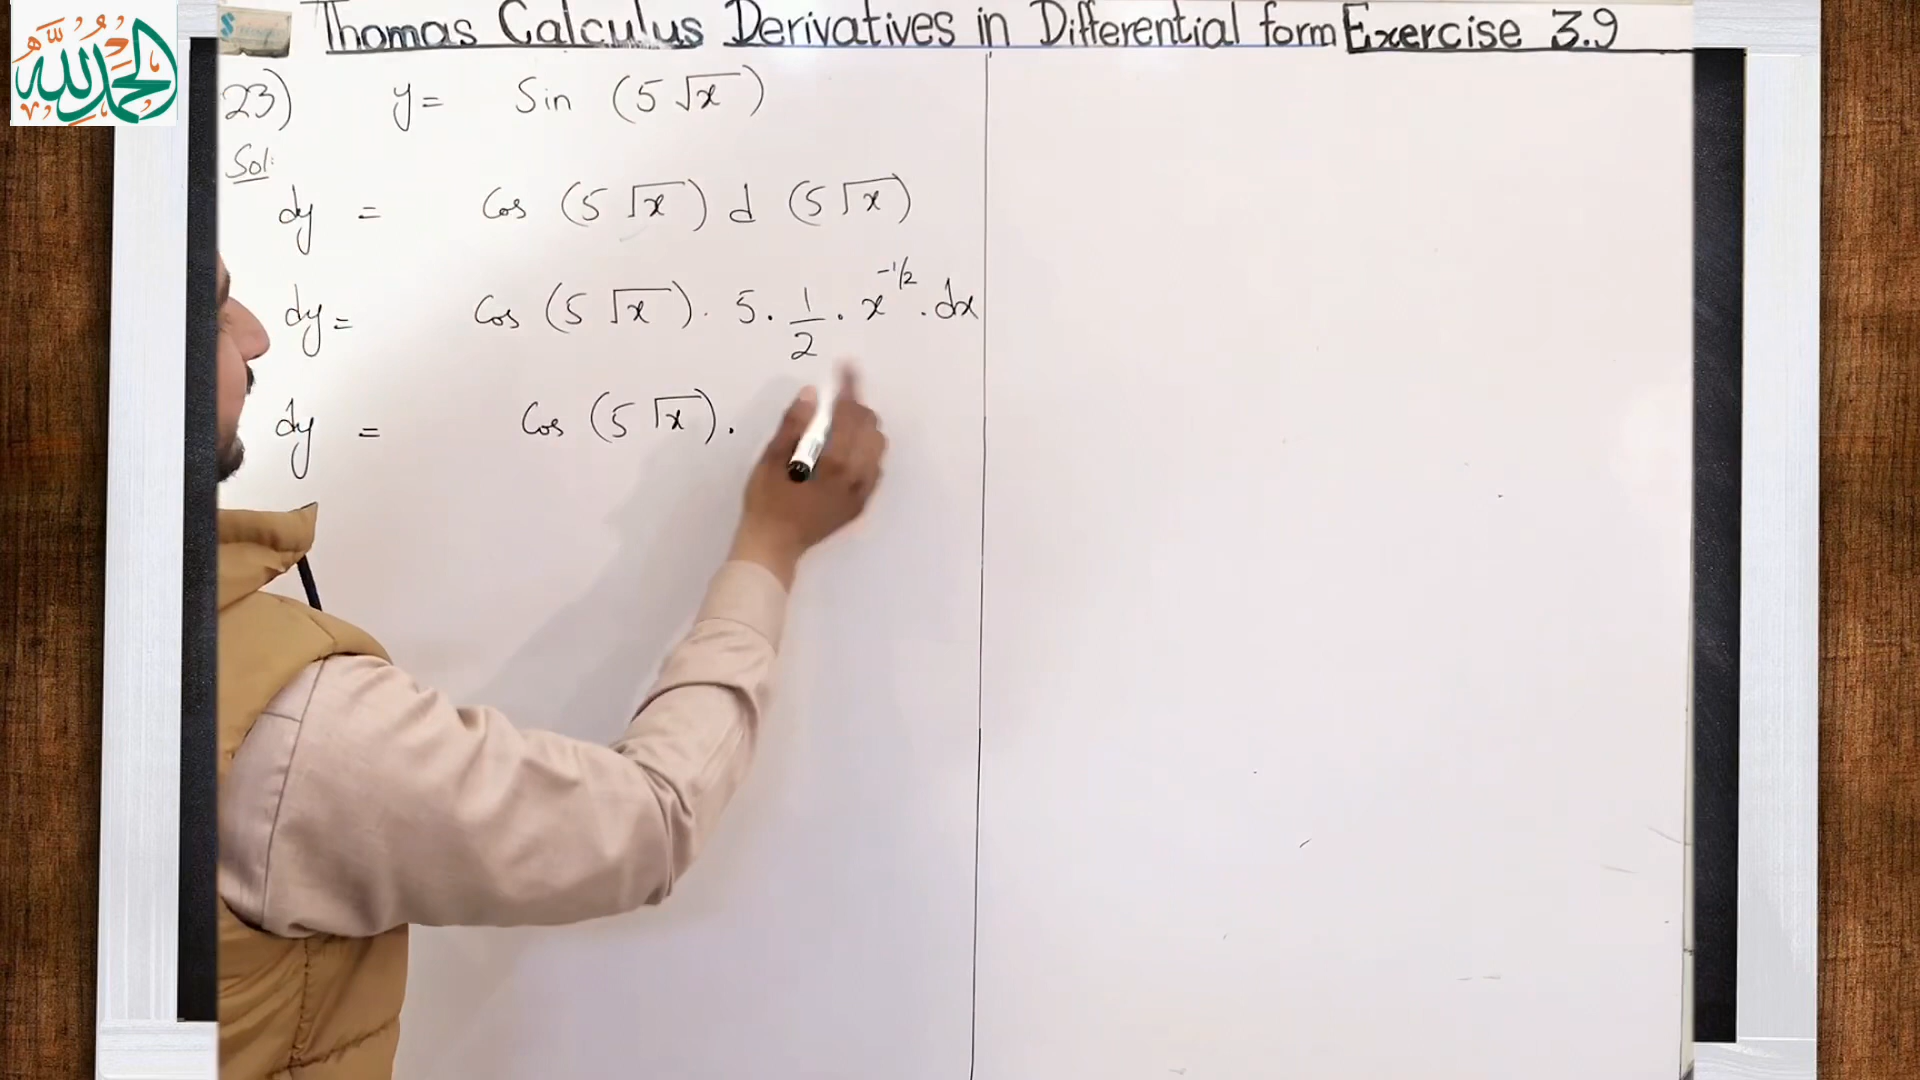 الحمد لله
Thomas Calculus Derivatives in Differential form Exercise 3.9
23) y = Sin (5 √x)
Sol:
dy = Cos (5 √x) d (5 √x)
dy = Cos (5 √x) . 5 . 1/2 . x^-1/2 . dx
dy = Cos (5 √x) .